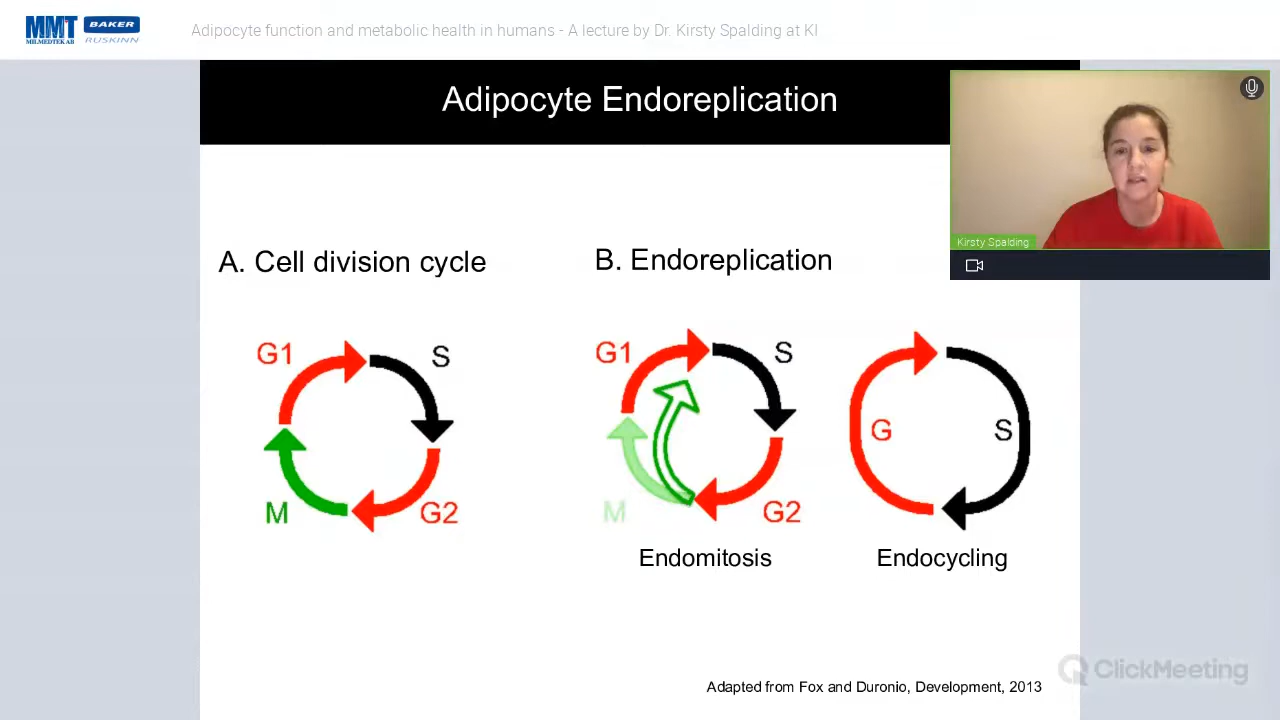 MMT
MILMEDTEK AB
BAKER
RUSKINN
Adipocyte function and metabolic health in humans - A lecture by Dr. Kirsty Spalding at KI
Adipocyte Endoreplication
Kirsty Spalding
A. Cell division cycle
B. Endoreplication
G1
S
M
G2
G1
S
M
G2
G
S
Endomitosis
Endocycling
Adapted from Fox and Duronio, Development, 2013
ClickMeeting